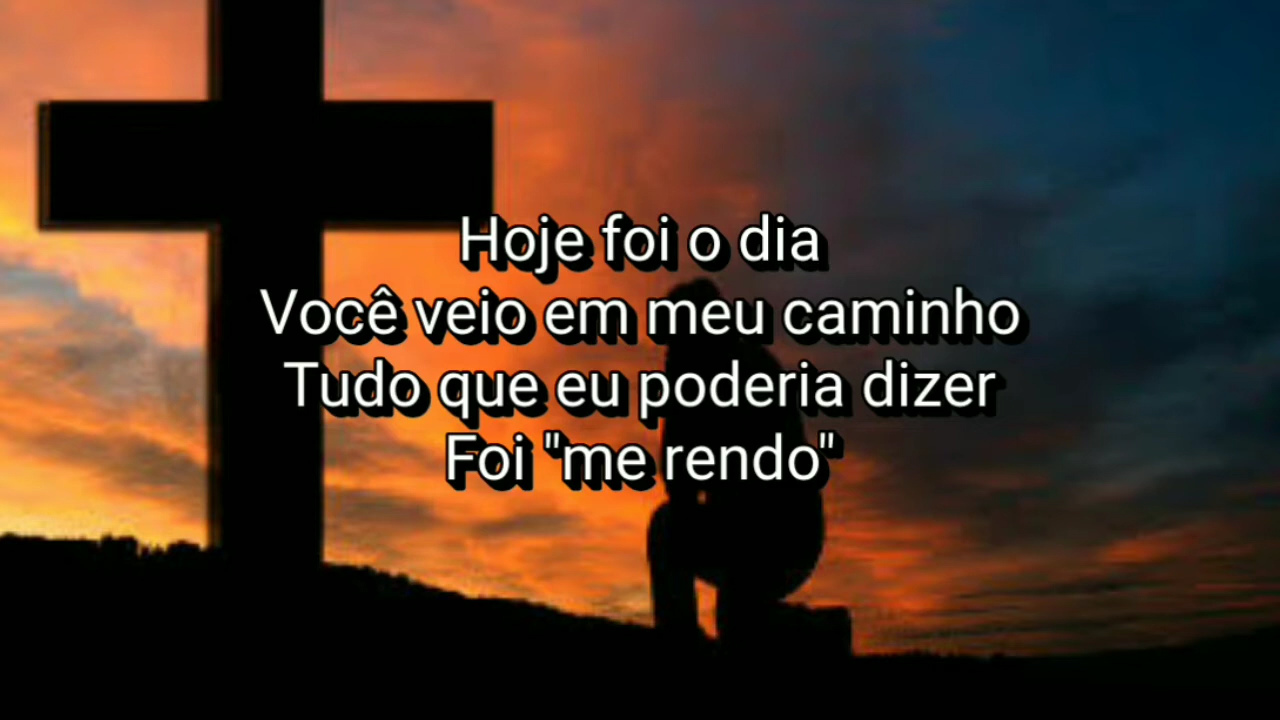 Hoje foi o dia
Você veio em meu caminho
Tudo que eu poderia dizer
Foi "me rendo"